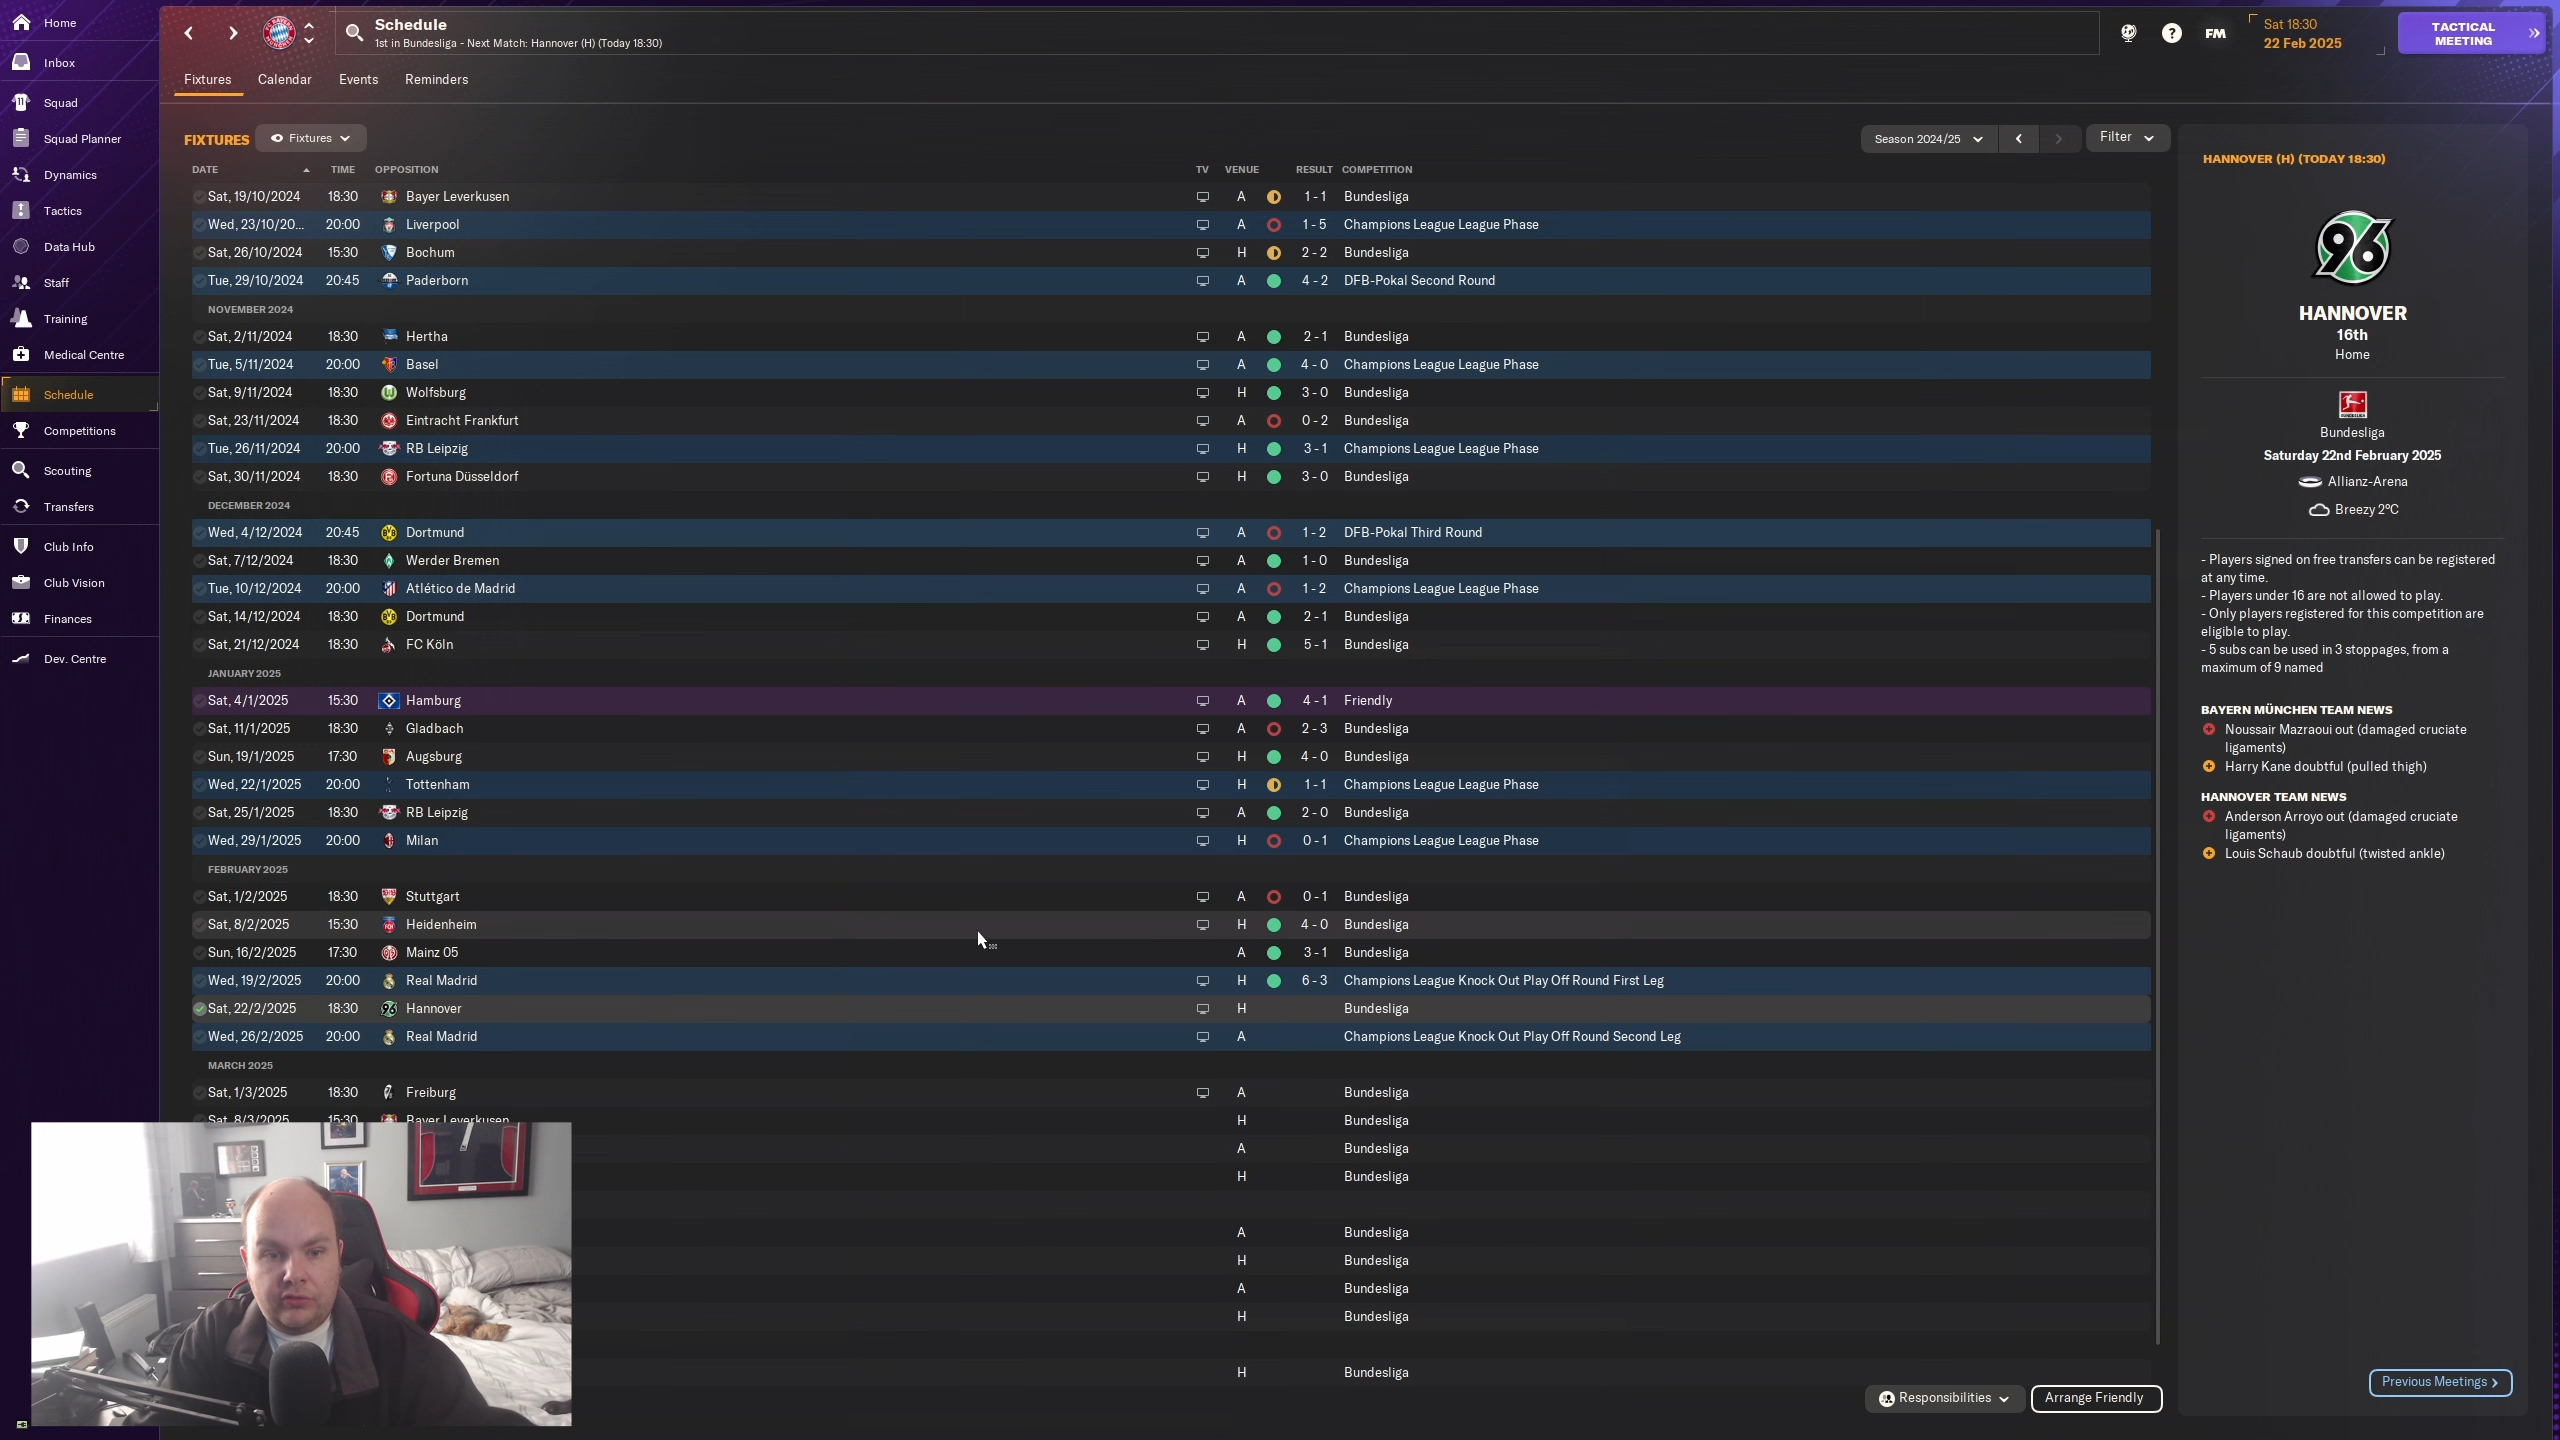 Home
Inbox
Squad
Squad Planner
Dynamics
Tactics
Data Hub
Staff
Training
Medical Centre
Schedule
Competitions
Scouting
Transfers
Club Info
Club Vision
Finances
Dev. Centre
Schedule
1st in Bundesliga - Next Match: Hannover (H) (Today 18:30)
FM
Sat 18:30
22 Feb 2025
TACTICAL MEETING
Fixtures Calendar Events Reminders
FIXTURES Fixtures Season 2024/25 Filter
DATE TIME OPPOSITION TV VENUE RESULT COMPETITION
Sat, 19/10/2024 18:30 Bayer Leverkusen A 1 - 1 Bundesliga
Wed, 23/10/20... 20:00 Liverpool A 1 - 5 Champions League League Phase
Sat, 26/10/2024 15:30 Bochum H 2 - 2 Bundesliga
Tue, 29/10/2024 20:45 Paderborn A 4 - 2 DFB-Pokal Second Round
NOVEMBER 2024
Sat, 2/11/2024 18:30 Hertha A 2 - 1 Bundesliga
Tue, 5/11/2024 20:00 Basel A 4 - 0 Champions League League Phase
Sat, 9/11/2024 18:30 Wolfsburg H 3 - 0 Bundesliga
Sat, 23/11/2024 18:30 Eintracht Frankfurt A 0 - 2 Bundesliga
Tue, 26/11/2024 20:00 RB Leipzig H 3 - 1 Champions League League Phase
Sat, 30/11/2024 18:30 Fortuna Düsseldorf H 3 - 0 Bundesliga
DECEMBER 2024
Wed, 4/12/2024 20:45 Dortmund A 1 - 2 DFB-Pokal Third Round
Sat, 7/12/2024 18:30 Werder Bremen A 1 - 0 Bundesliga
Tue, 10/12/2024 20:00 Atlético de Madrid A 1 - 2 Champions League League Phase
Sat, 14/12/2024 18:30 Dortmund A 2 - 1 Bundesliga
Sat, 21/12/2024 18:30 FC Köln H 5 - 1 Bundesliga
JANUARY 2025
Sat, 4/1/2025 15:30 Hamburg A 4 - 1 Friendly
Sat, 11/1/2025 18:30 Gladbach A 2 - 3 Bundesliga
Sun, 19/1/2025 17:30 Augsburg H 4 - 0 Bundesliga
Wed, 22/1/2025 20:00 Tottenham H 1 - 1 Champions League League Phase
Sat, 25/1/2025 18:30 RB Leipzig A 2 - 0 Bundesliga
Wed, 29/1/2025 20:00 Milan H 0 - 1 Champions League League Phase
FEBRUARY 2025
Sat, 1/2/2025 18:30 Stuttgart A 0 - 1 Bundesliga
Sat, 8/2/2025 15:30 Heidenheim H 4 - 0 Bundesliga
Sun, 16/2/2025 17:30 Mainz 05 A 3 - 1 Bundesliga
Wed, 19/2/2025 20:00 Real Madrid H 6 - 3 Champions League Knock Out Play Off Round First Leg
Sat, 22/2/2025 18:30 Hannover H Bundesliga
Wed, 26/2/2025 20:00 Real Madrid A Champions League Knock Out Play Off Round Second Leg
MARCH 2025
Sat, 1/3/2025 18:30 Freiburg A Bundesliga
Sat, 8/3/2025 15:30 Bayer Leverkusen H Bundesliga
A Bundesliga
H Bundesliga
A Bundesliga
H Bundesliga
A Bundesliga
H Bundesliga
H Bundesliga
Responsibilities Arrange Friendly
HANNOVER (H) (TODAY 18:30)
96
HANNOVER
16th
Home
Bundesliga
Saturday 22nd February 2025
Allianz-Arena
Breezy 2ºC
- Players signed on free transfers can be registered
at any time.
- Players under 16 are not allowed to play.
- Only players registered for this competition are
eligible to play.
- 5 subs can be used in 3 stoppages, from a
maximum of 9 named
BAYERN MÜNCHEN TEAM NEWS
Noussair Mazraoui out (damaged cruciate
ligaments)
Harry Kane doubtful (pulled thigh)
HANNOVER TEAM NEWS
Anderson Arroyo out (damaged cruciate
ligaments)
Louis Schaub doubtful (twisted ankle)
Previous Meetings